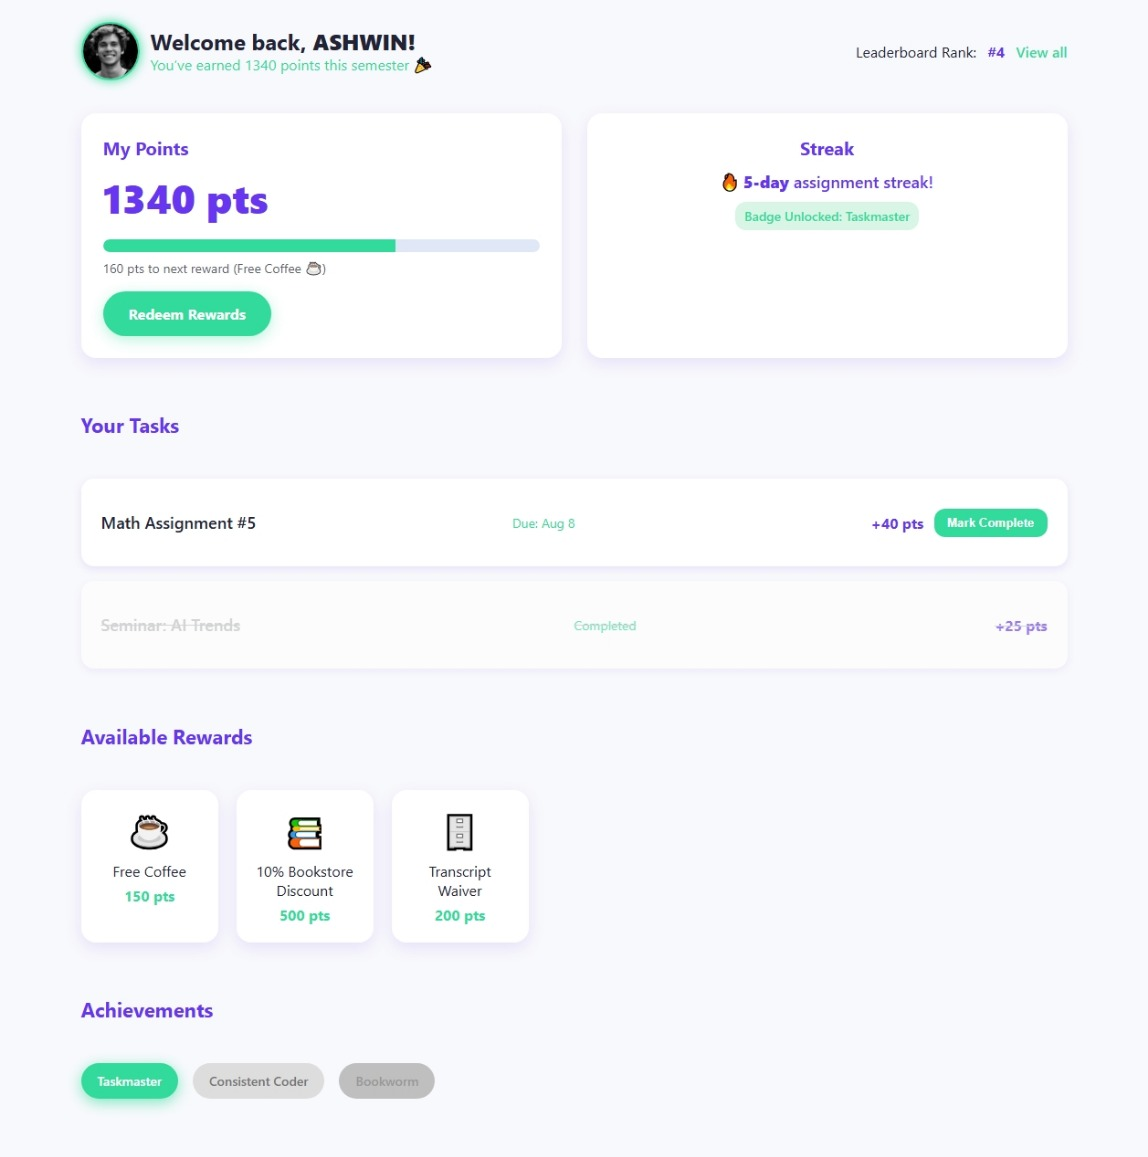 Welcome back, ASHWIN!
You've earned 1340 points this semester 🎉
Leaderboard Rank: #4 View all
My Points
1340 pts
160 pts to next reward (Free Coffee ☕)
Redeem Rewards
Streak
🔥 5-day assignment streak!
Badge Unlocked: Taskmaster
Your Tasks
Math Assignment #5 Due: Aug 8 +40 pts Mark Complete
Seminar: AI Trends Completed +25 pts
Available Rewards
Free Coffee
150 pts
10% Bookstore
Discount
500 pts
Transcript
Waiver
200 pts
Achievements
Taskmaster Consistent Coder Bookworm